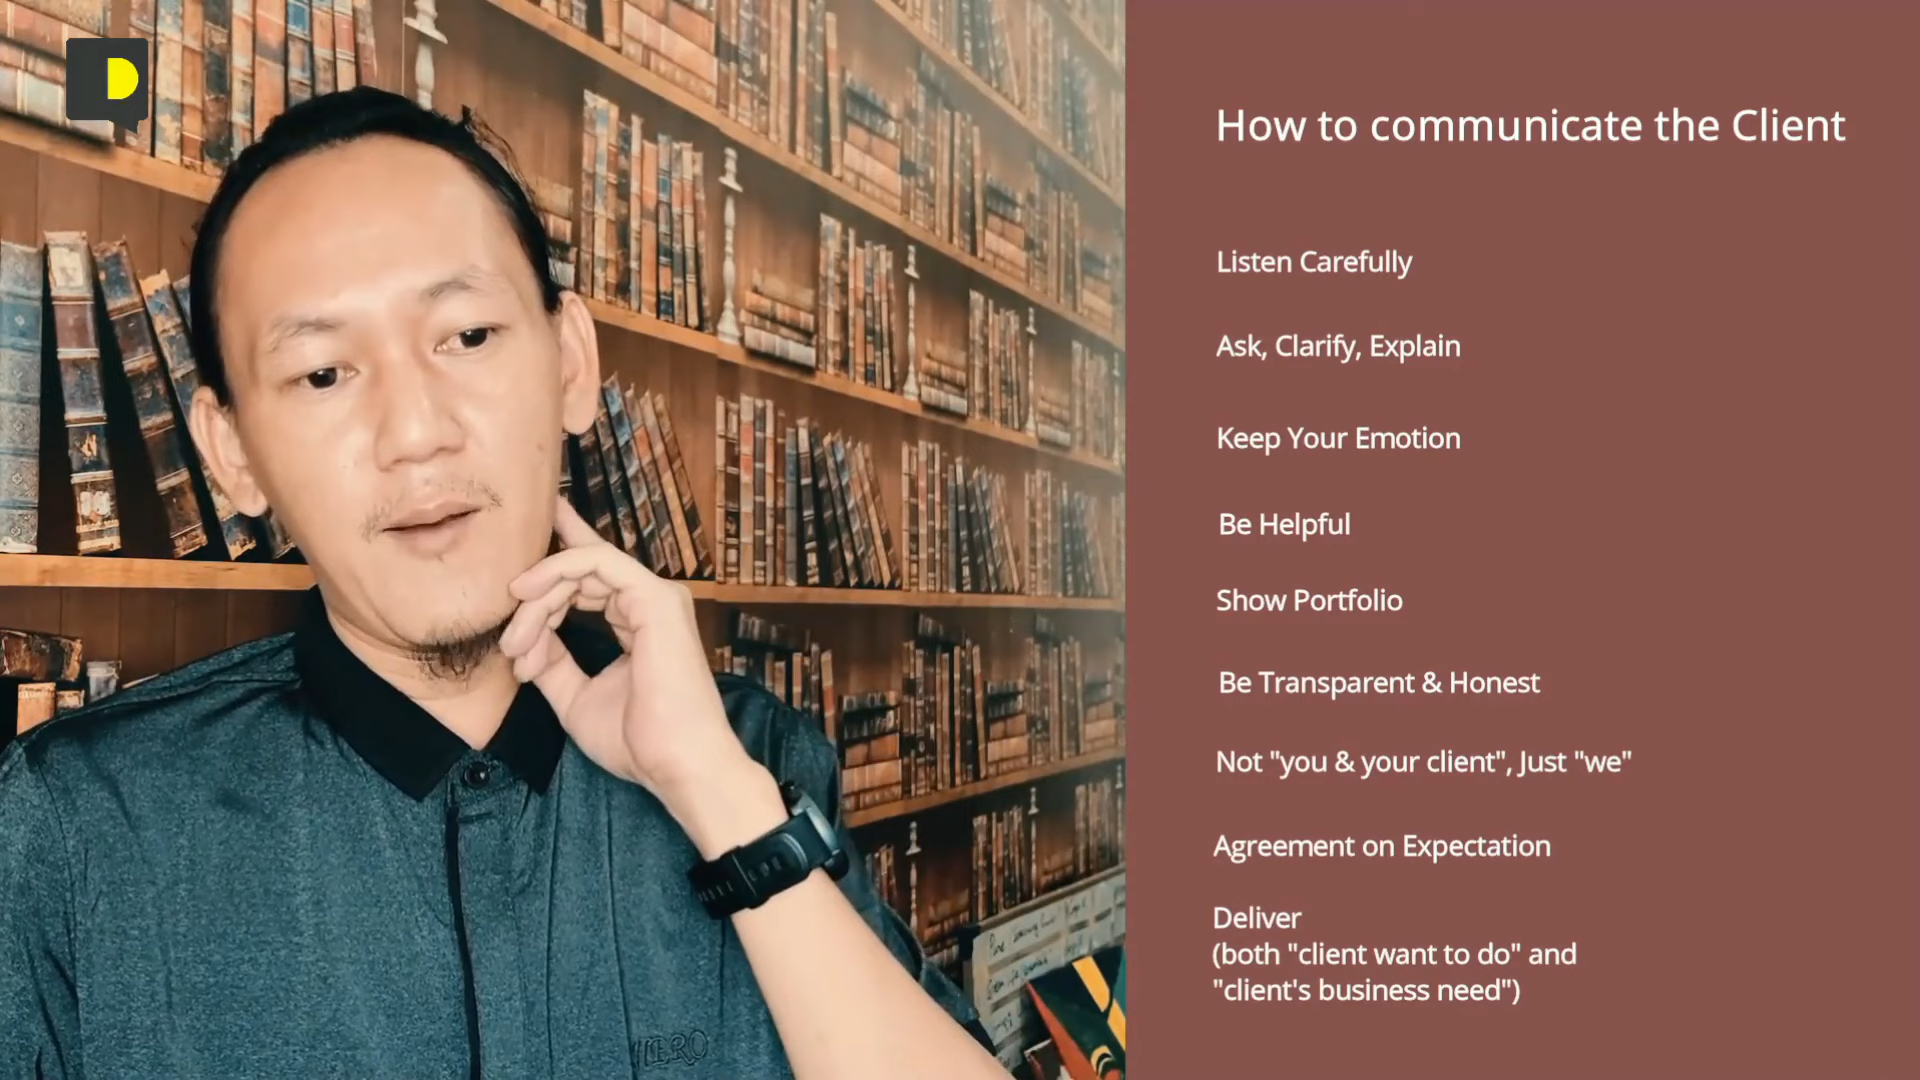 D
How to communicate the Client
Listen Carefully
Ask, Clarify, Explain
Keep Your Emotion
Be Helpful
Show Portfolio
Be Transparent & Honest
Not "you & your client", Just "we"
Agreement on Expectation
Deliver
(both "client want to do" and
"client's business need")
HERO